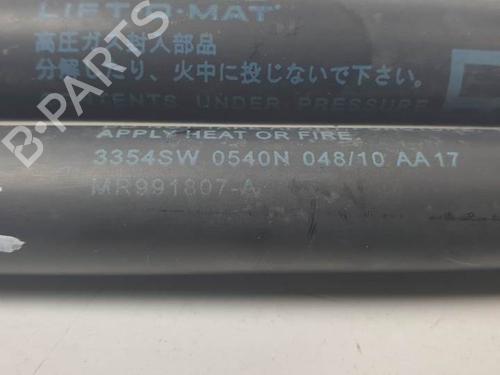 LIFT-O-MAT
高圧ガス封入部品
分解したり、火中に投じないで下さい。
CONTENTS UNDER PRESSURE
APPLY HEAT OR FIRE.
3354SW 0540N 048/10 AA17
MR991807-A
B-PARTS